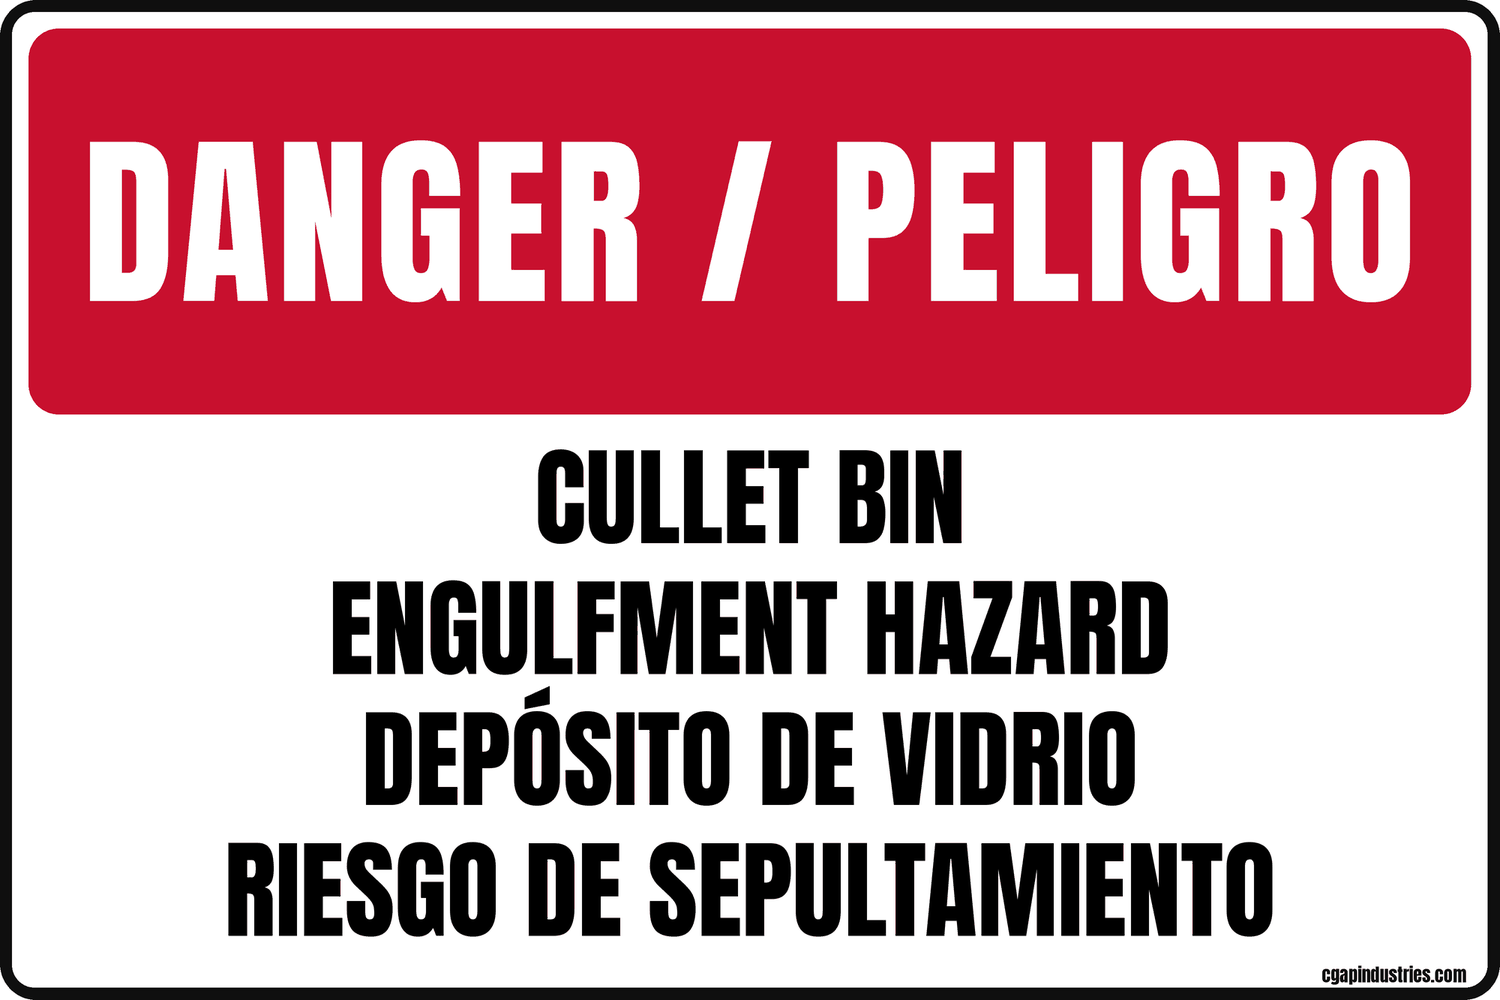 DANGER / PELIGRO
CULLET BIN
ENGULFMENT HAZARD
DEPÓSITO DE VIDRIO
RIESGO DE SEPULTAMIENTO
cgapindustries.com